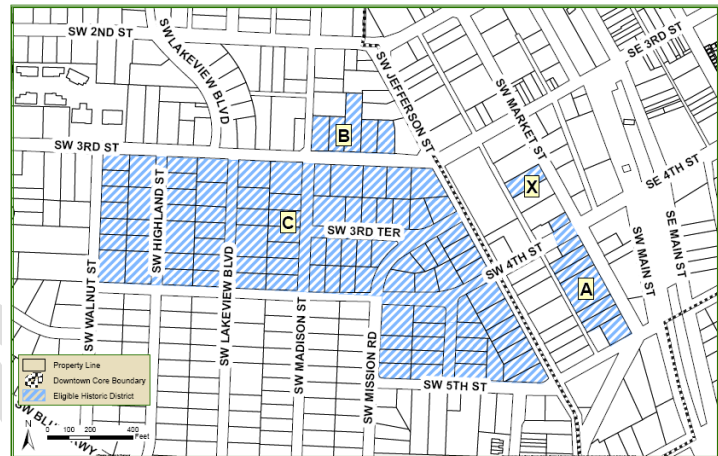 SW 2ND ST
SW LAKEVIEW BLVD
SW JEFFERSON ST
SE 3RD ST
SW MARKET ST
B
SW 3RD ST
X
SE 4TH ST
SW HIGHLAND ST
C
SW 3RD TER
SW 4TH ST
SW MAIN ST
SE MAIN ST
A
SW WALNUT ST
SW LAKEVIEW BLVD
SW MADISON ST
SW MISSION RD
SW 5TH ST
Property Line
Downtown Core Boundary
Eligible Historic District
SW BLUE
KWY
N
0 100 200 400
Feet